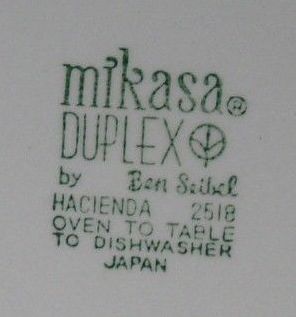 mikasa®
DUPLEX
by Ben Seibel
HACIENDA 2518
OVEN TO TABLE
TO DISHWASHER
JAPAN